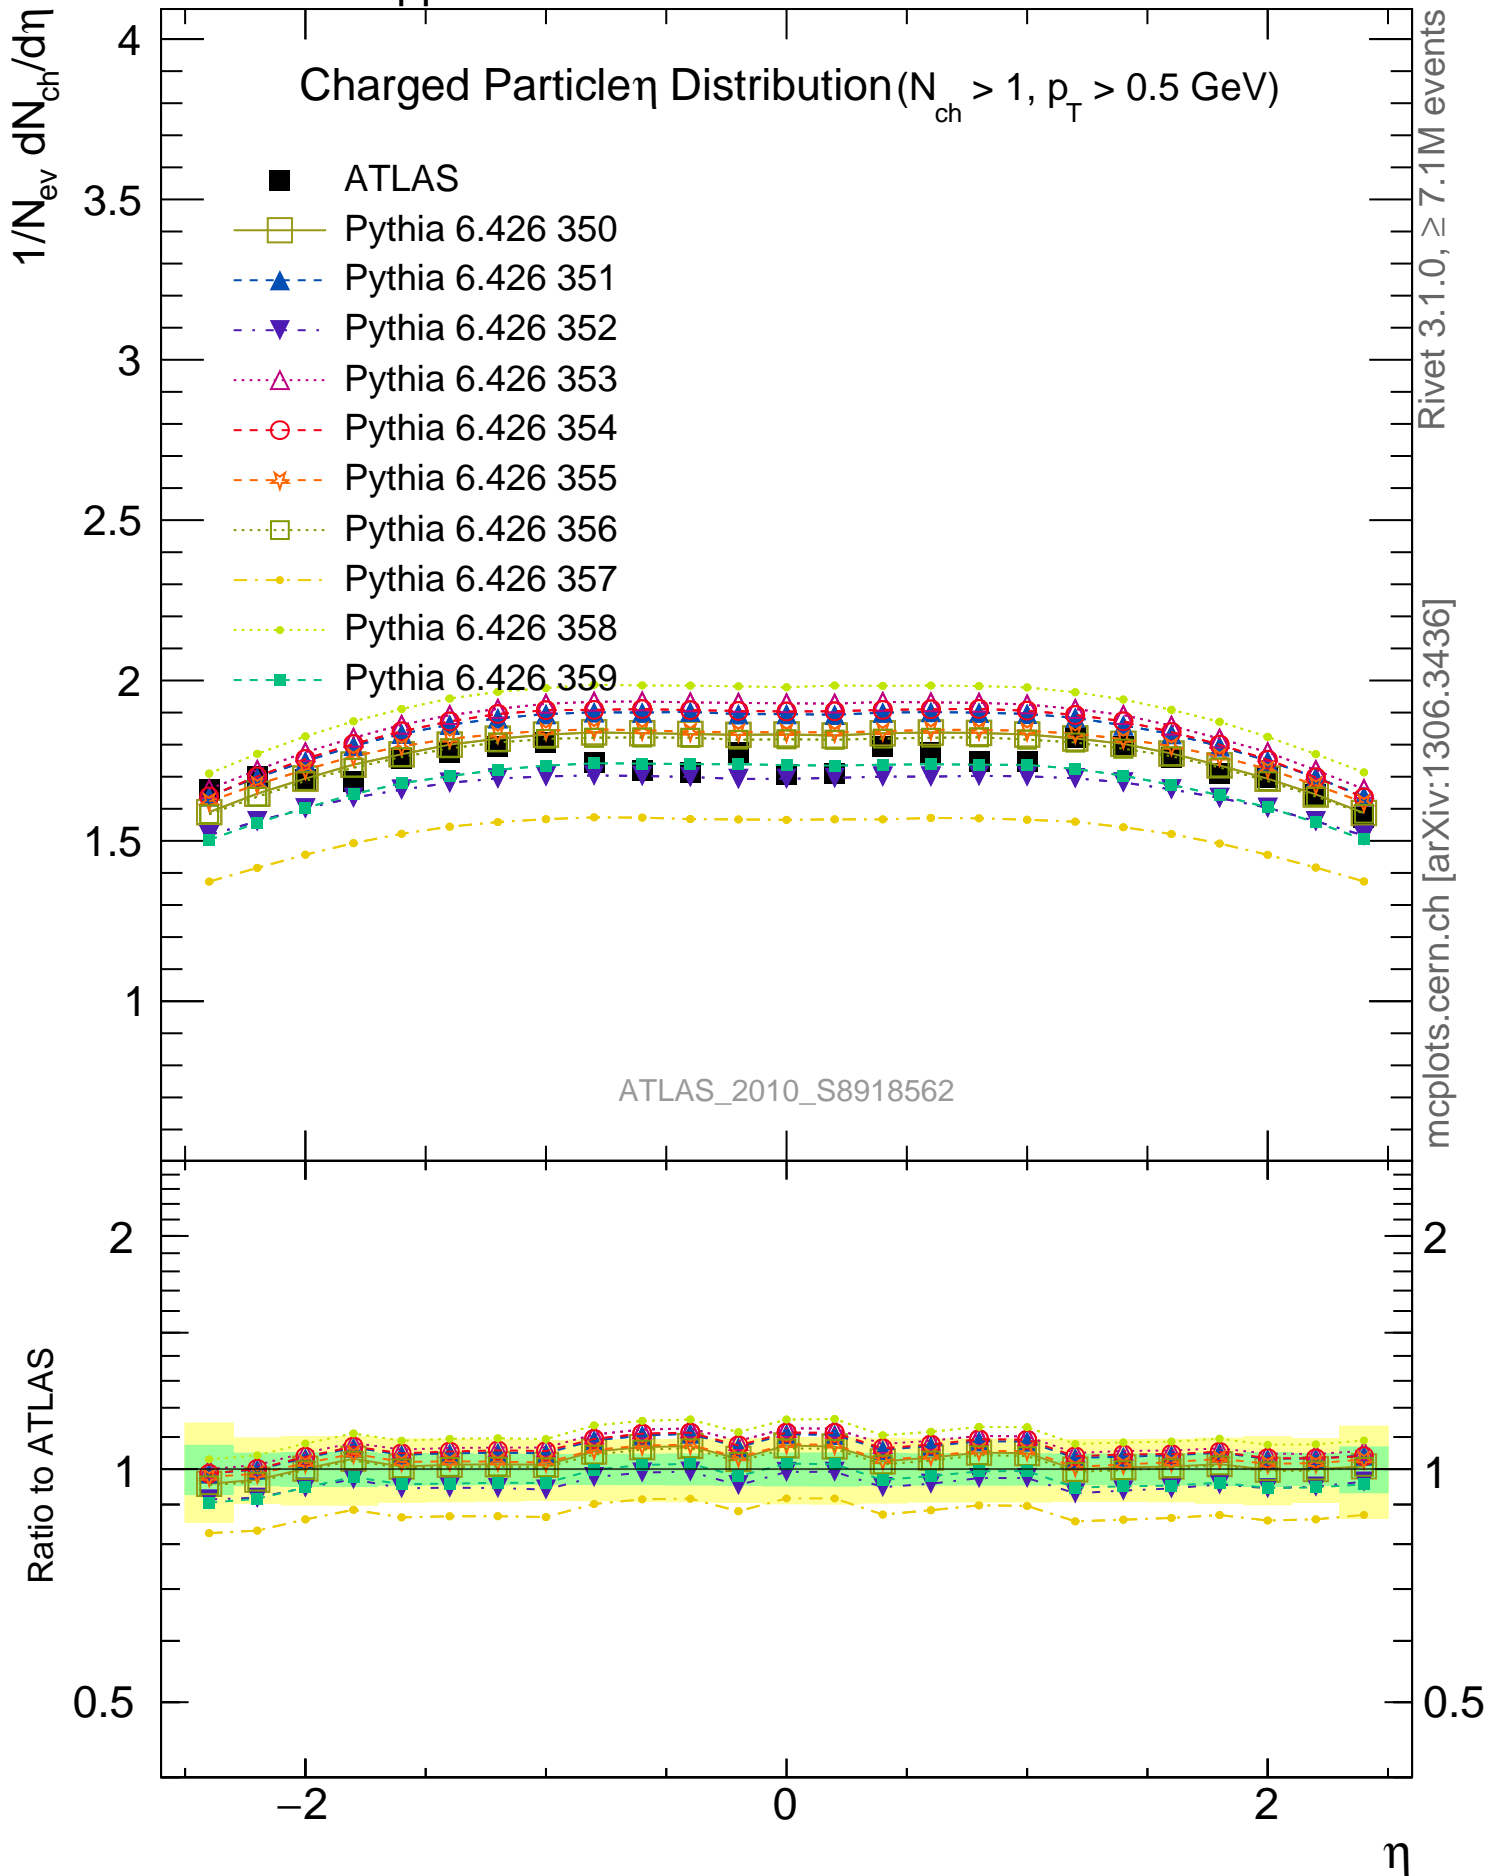 pp
Charged Particle η Distribution (N_ch > 1, p_T > 0.5 GeV)
1/N_ev dN_ch/dη
4
3.5
3
2.5
2
1.5
1
ATLAS
Pythia 6.426 350
Pythia 6.426 351
Pythia 6.426 352
Pythia 6.426 353
Pythia 6.426 354
Pythia 6.426 355
Pythia 6.426 356
Pythia 6.426 357
Pythia 6.426 358
Pythia 6.426 359
ATLAS_2010_S8918562
Rivet 3.1.0, ≥ 7.1M events
mcplots.cern.ch [arXiv:1306.3436]
Ratio to ATLAS
2
1
0.5
2
1
0.5
−2
0
2
η